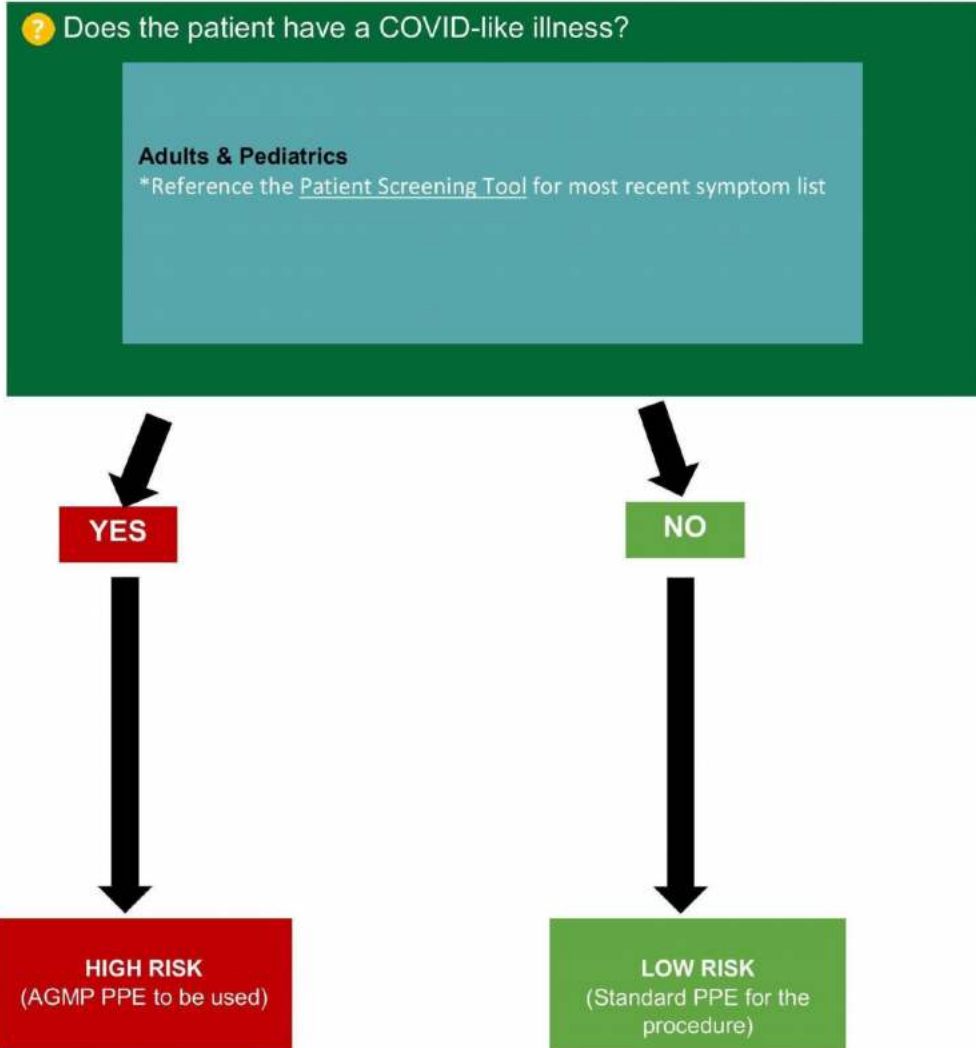 ? Does the patient have a COVID-like illness?
Adults & Pediatrics
*Reference the Patient Screening Tool for most recent symptom list
YES
NO
HIGH RISK
(AGMP PPE to be used)
LOW RISK
(Standard PPE for the
procedure)